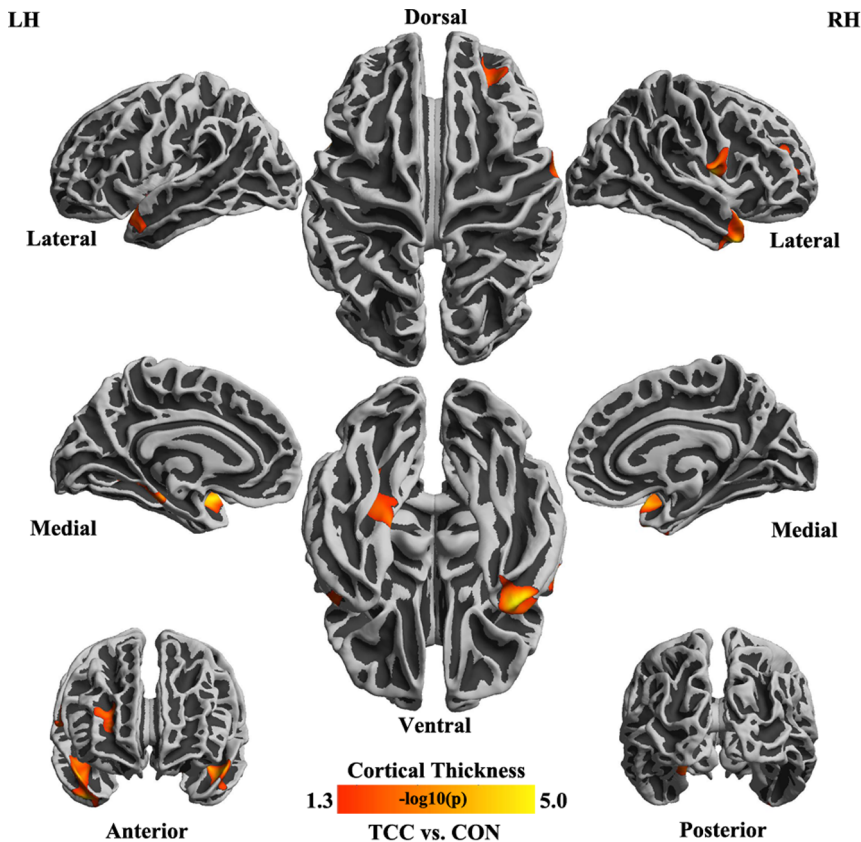 LH
Dorsal
RH
Lateral
Lateral
Medial
Medial
Ventral
Cortical Thickness
1.3 -log10(p) 5.0
TCC vs. CON
Anterior
Posterior